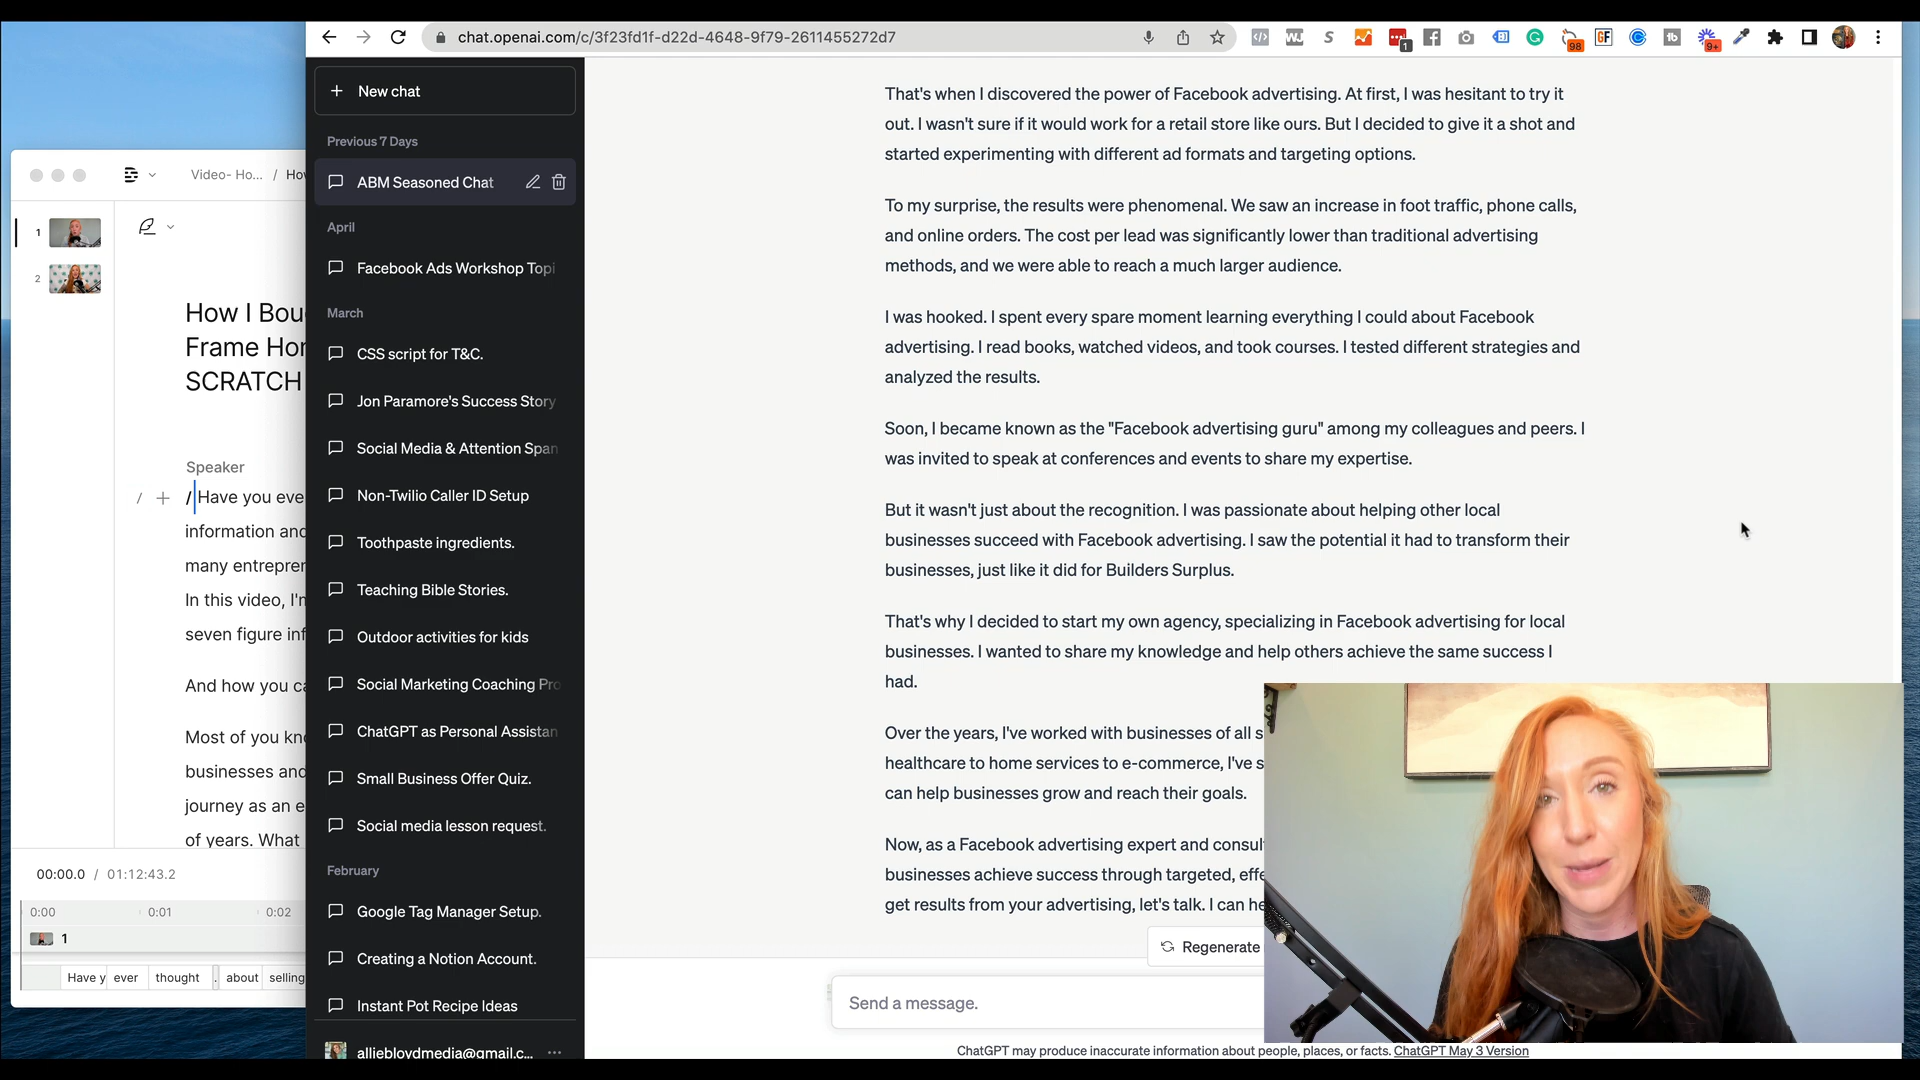 chat.openai.com/c/3f23fd1f-d22d-4648-9f79-2611455272d7
1
98
9+
Video- Ho... / How
1
2
How I Bou
Frame Hor
SCRATCH
Speaker
/ + / Have you eve
information and
many entreprer
In this video, I'm
seven figure inf
And how you ca
Most of you kno
businesses and
journey as an e
of years. What
00:00.0 / 01:12:43.2
0:00 0:01 0:02
1
Have y ever thought . about selling
+ New chat
Previous 7 Days
ABM Seasoned Chat
April
Facebook Ads Workshop Topi
March
CSS script for T&C.
Jon Paramore's Success Story
Social Media & Attention Span
Non-Twilio Caller ID Setup
Toothpaste ingredients.
Teaching Bible Stories.
Outdoor activities for kids
Social Marketing Coaching Pro
ChatGPT as Personal Assistan
Small Business Offer Quiz.
Social media lesson request.
February
Google Tag Manager Setup.
Creating a Notion Account.
Instant Pot Recipe Ideas
alliebloydmedia@gmail.c... ...
That's when I discovered the power of Facebook advertising. At first, I was hesitant to try it
out. I wasn't sure if it would work for a retail store like ours. But I decided to give it a shot and
started experimenting with different ad formats and targeting options.
To my surprise, the results were phenomenal. We saw an increase in foot traffic, phone calls,
and online orders. The cost per lead was significantly lower than traditional advertising
methods, and we were able to reach a much larger audience.
I was hooked. I spent every spare moment learning everything I could about Facebook
advertising. I read books, watched videos, and took courses. I tested different strategies and
analyzed the results.
Soon, I became known as the "Facebook advertising guru" among my colleagues and peers. I
was invited to speak at conferences and events to share my expertise.
But it wasn't just about the recognition. I was passionate about helping other local
businesses succeed with Facebook advertising. I saw the potential it had to transform their
businesses, just like it did for Builders Surplus.
That's why I decided to start my own agency, specializing in Facebook advertising for local
businesses. I wanted to share my knowledge and help others achieve the same success I
had.
Over the years, I've worked with businesses of all s
healthcare to home services to e-commerce, I've s
can help businesses grow and reach their goals.
Now, as a Facebook advertising expert and consul
businesses achieve success through targeted, effe
get results from your advertising, let's talk. I can he
Regenerate
Send a message.
ChatGPT may produce inaccurate information about people, places, or facts. ChatGPT May 3 Version